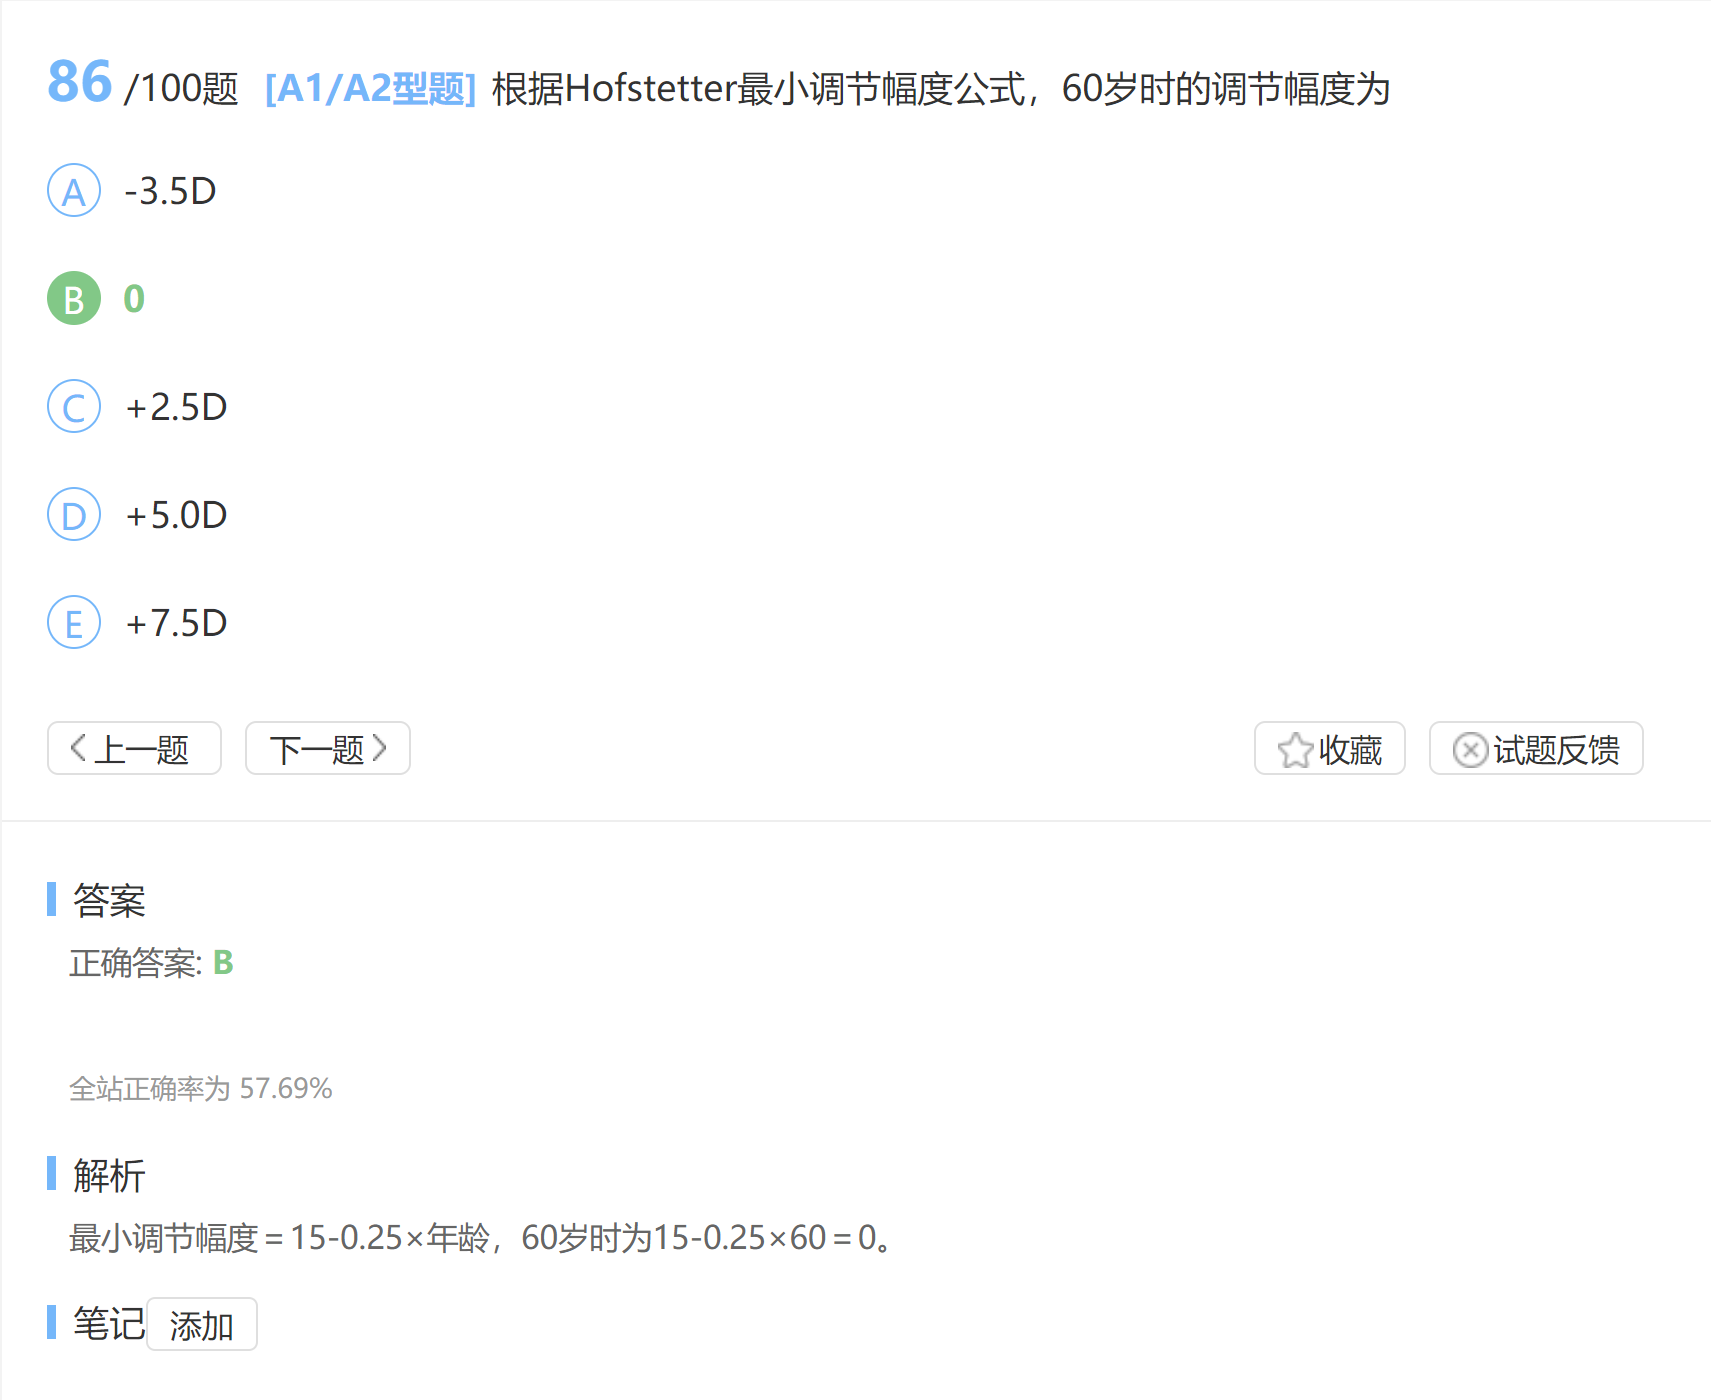 86 /100题 [A1/A2型题] 根据Hofstetter最小调节幅度公式，60岁时的调节幅度为
A -3.5D
B 0
C +2.5D
D +5.0D
E +7.5D
上一题 下一题 收藏 试题反馈
答案
正确答案: B
全站正确率为 57.69%
解析
最小调节幅度＝15-0.25×年龄，60岁时为15-0.25×60＝0。
笔记 添加